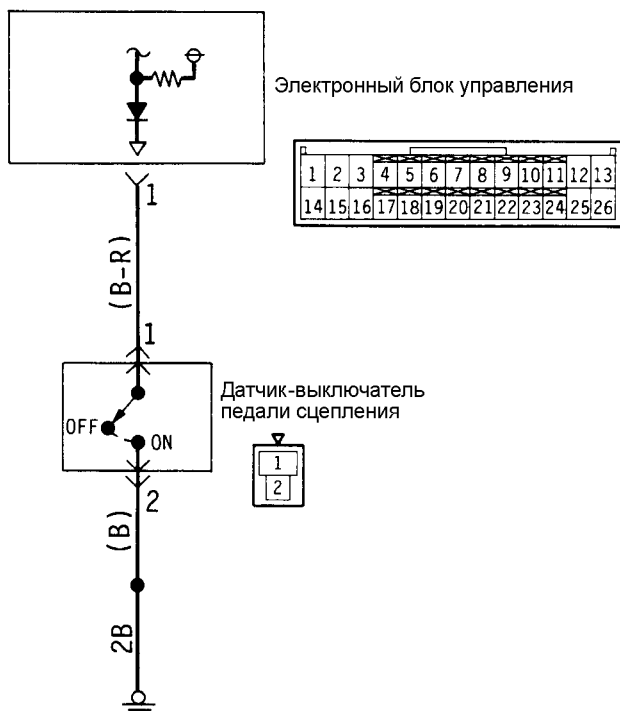 Электронный блок управления
1 2 3 4 5 6 7 8 9 10 11 12 13
14 15 16 17 18 19 20 21 22 23 24 25 26
1
(B-R)
1
Датчик-выключатель
педали сцепления
OFF
ON
1
2
2
(B)
2B